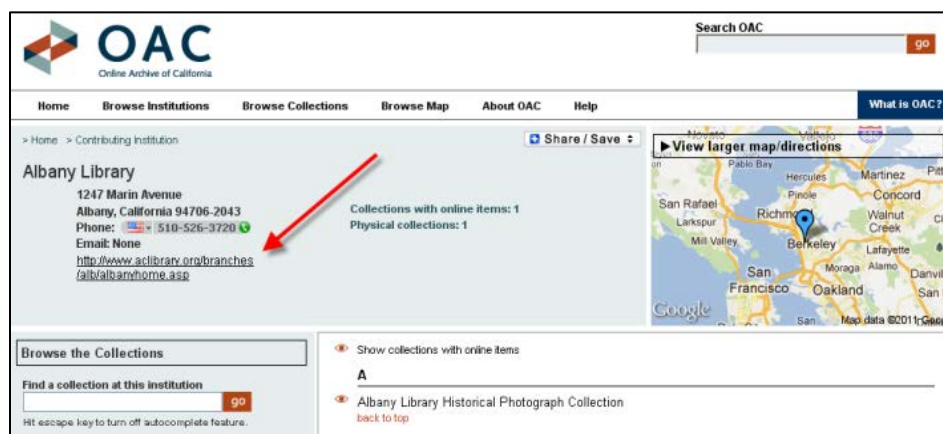 OAC
Online Archive of California
Search OAC
go
Home Browse Institutions Browse Collections Browse Map About OAC Help What is OAC?
> Home > Contributing Institution
Share / Save
Albany Library
1247 Marin Avenue
Albany, California 94706-2043
Phone: 510-526-3720
Email: None
http://www.aclibrary.org/branches
/alb/albanyhome.asp
Collections with online items: 1
Physical collections: 1
View larger map/directions
Novato
Vallejo
Pablo Bay
Hercules
Martinez
Pinole
Concord
San Rafael
Larkspur
Richmo
Walnut
Creek
Mill Valley
Berkeley
Lafayette
San
Francisco
Moraga
Alamo
Danvil
Oakland
San
Google
San
Map data ©2011
Browse the Collections
Find a collection at this institution
go
Hit escape key to turn off autocomplete feature.
Show collections with online items
A
Albany Library Historical Photograph Collection
back to top